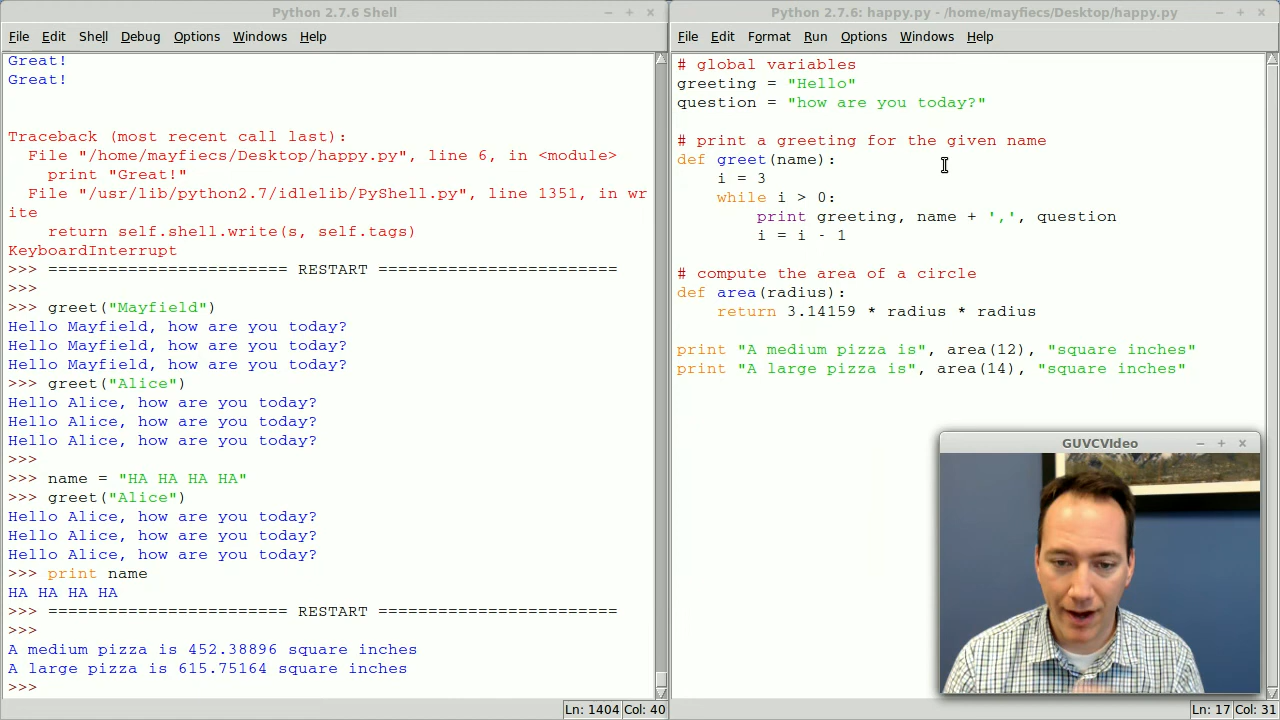 Python 2.7.6 Shell
File Edit Shell Debug Options Windows Help
Great!
Great!
Traceback (most recent call last):
  File "/home/mayfiecs/Desktop/happy.py", line 6, in <module>
    print "Great!"
  File "/usr/lib/python2.7/idlelib/PyShell.py", line 1351, in wr
ite
    return self.shell.write(s, self.tags)
KeyboardInterrupt
>>> ======================== RESTART ========================
>>>
>>> greet("Mayfield")
Hello Mayfield, how are you today?
Hello Mayfield, how are you today?
Hello Mayfield, how are you today?
>>> greet("Alice")
Hello Alice, how are you today?
Hello Alice, how are you today?
Hello Alice, how are you today?
>>>
>>> name = "HA HA HA HA"
>>> greet("Alice")
Hello Alice, how are you today?
Hello Alice, how are you today?
Hello Alice, how are you today?
>>> print name
HA HA HA HA
>>> ======================== RESTART ========================
>>>
A medium pizza is 452.38896 square inches
A large pizza is 615.75164 square inches
>>>
Ln: 1404 Col: 40
Python 2.7.6: happy.py - /home/mayfiecs/Desktop/happy.py
File Edit Format Run Options Windows Help
# global variables
greeting = "Hello"
question = "how are you today?"
# print a greeting for the given name
def greet(name):
    i = 3
    while i > 0:
        print greeting, name + ',', question
        i = i - 1
# compute the area of a circle
def area(radius):
    return 3.14159 * radius * radius
print "A medium pizza is", area(12), "square inches"
print "A large pizza is", area(14), "square inches"
GUVCVIdeo
Ln: 17 Col: 31